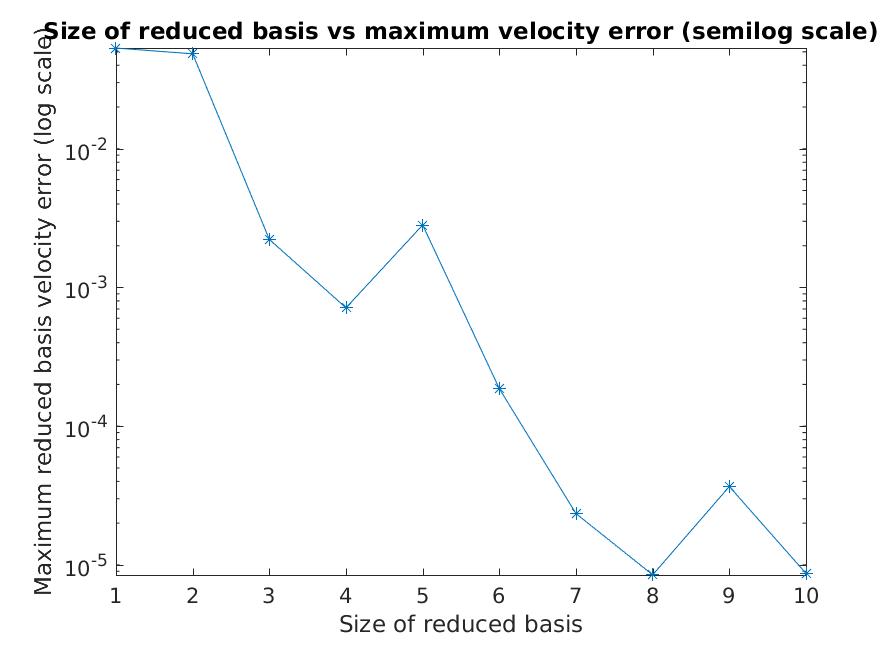 Size of reduced basis vs maximum velocity error (semilog scale)
Maximum reduced basis velocity error (log scale)
10-2
10-3
10-4
10-5
1 2 3 4 5 6 7 8 9 10
Size of reduced basis